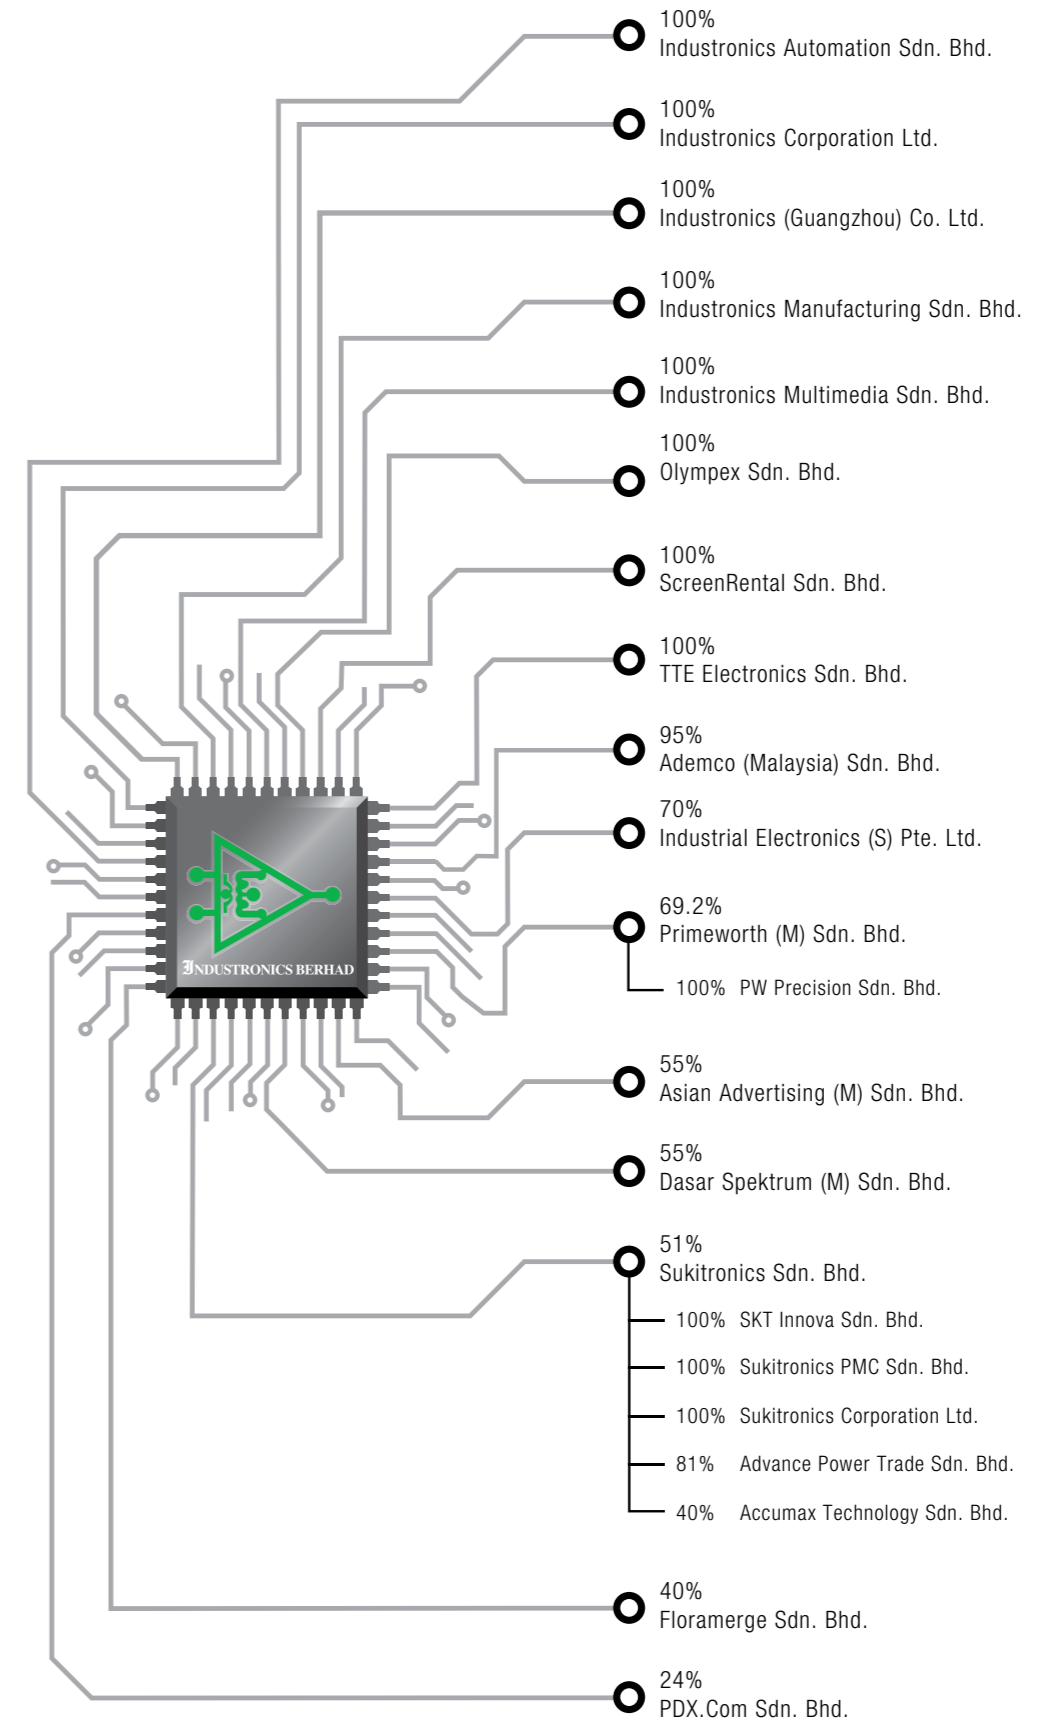 100%
Industronics Automation Sdn. Bhd.
100%
Industronics Corporation Ltd.
100%
Industronics (Guangzhou) Co. Ltd.
100%
Industronics Manufacturing Sdn. Bhd.
100%
Industronics Multimedia Sdn. Bhd.
100%
Olympex Sdn. Bhd.
100%
ScreenRental Sdn. Bhd.
100%
TTE Electronics Sdn. Bhd.
95%
Ademco (Malaysia) Sdn. Bhd.
70%
Industrial Electronics (S) Pte. Ltd.
69.2%
Primeworth (M) Sdn. Bhd.
INDUSTRONICS BERHAD
100% PW Precision Sdn. Bhd.
55%
Asian Advertising (M) Sdn. Bhd.
55%
Dasar Spektrum (M) Sdn. Bhd.
51%
Sukitronics Sdn. Bhd.
100% SKT Innova Sdn. Bhd.
100% Sukitronics PMC Sdn. Bhd.
100% Sukitronics Corporation Ltd.
81% Advance Power Trade Sdn. Bhd.
40% Accumax Technology Sdn. Bhd.
40%
Floramerge Sdn. Bhd.
24%
PDX.Com Sdn. Bhd.